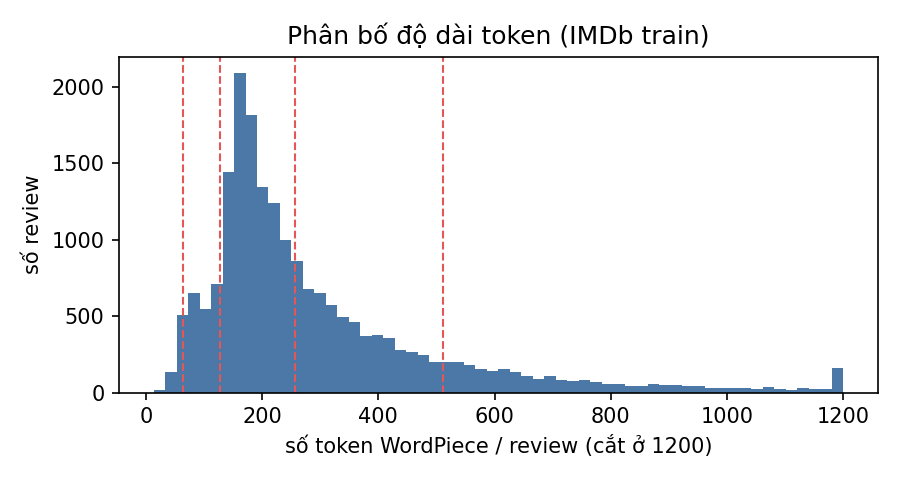 Phân bố độ dài token (IMDb train)
số review
2000
1500
1000
500
0
0 200 400 600 800 1000 1200
số token WordPiece / review (cắt ở 1200)